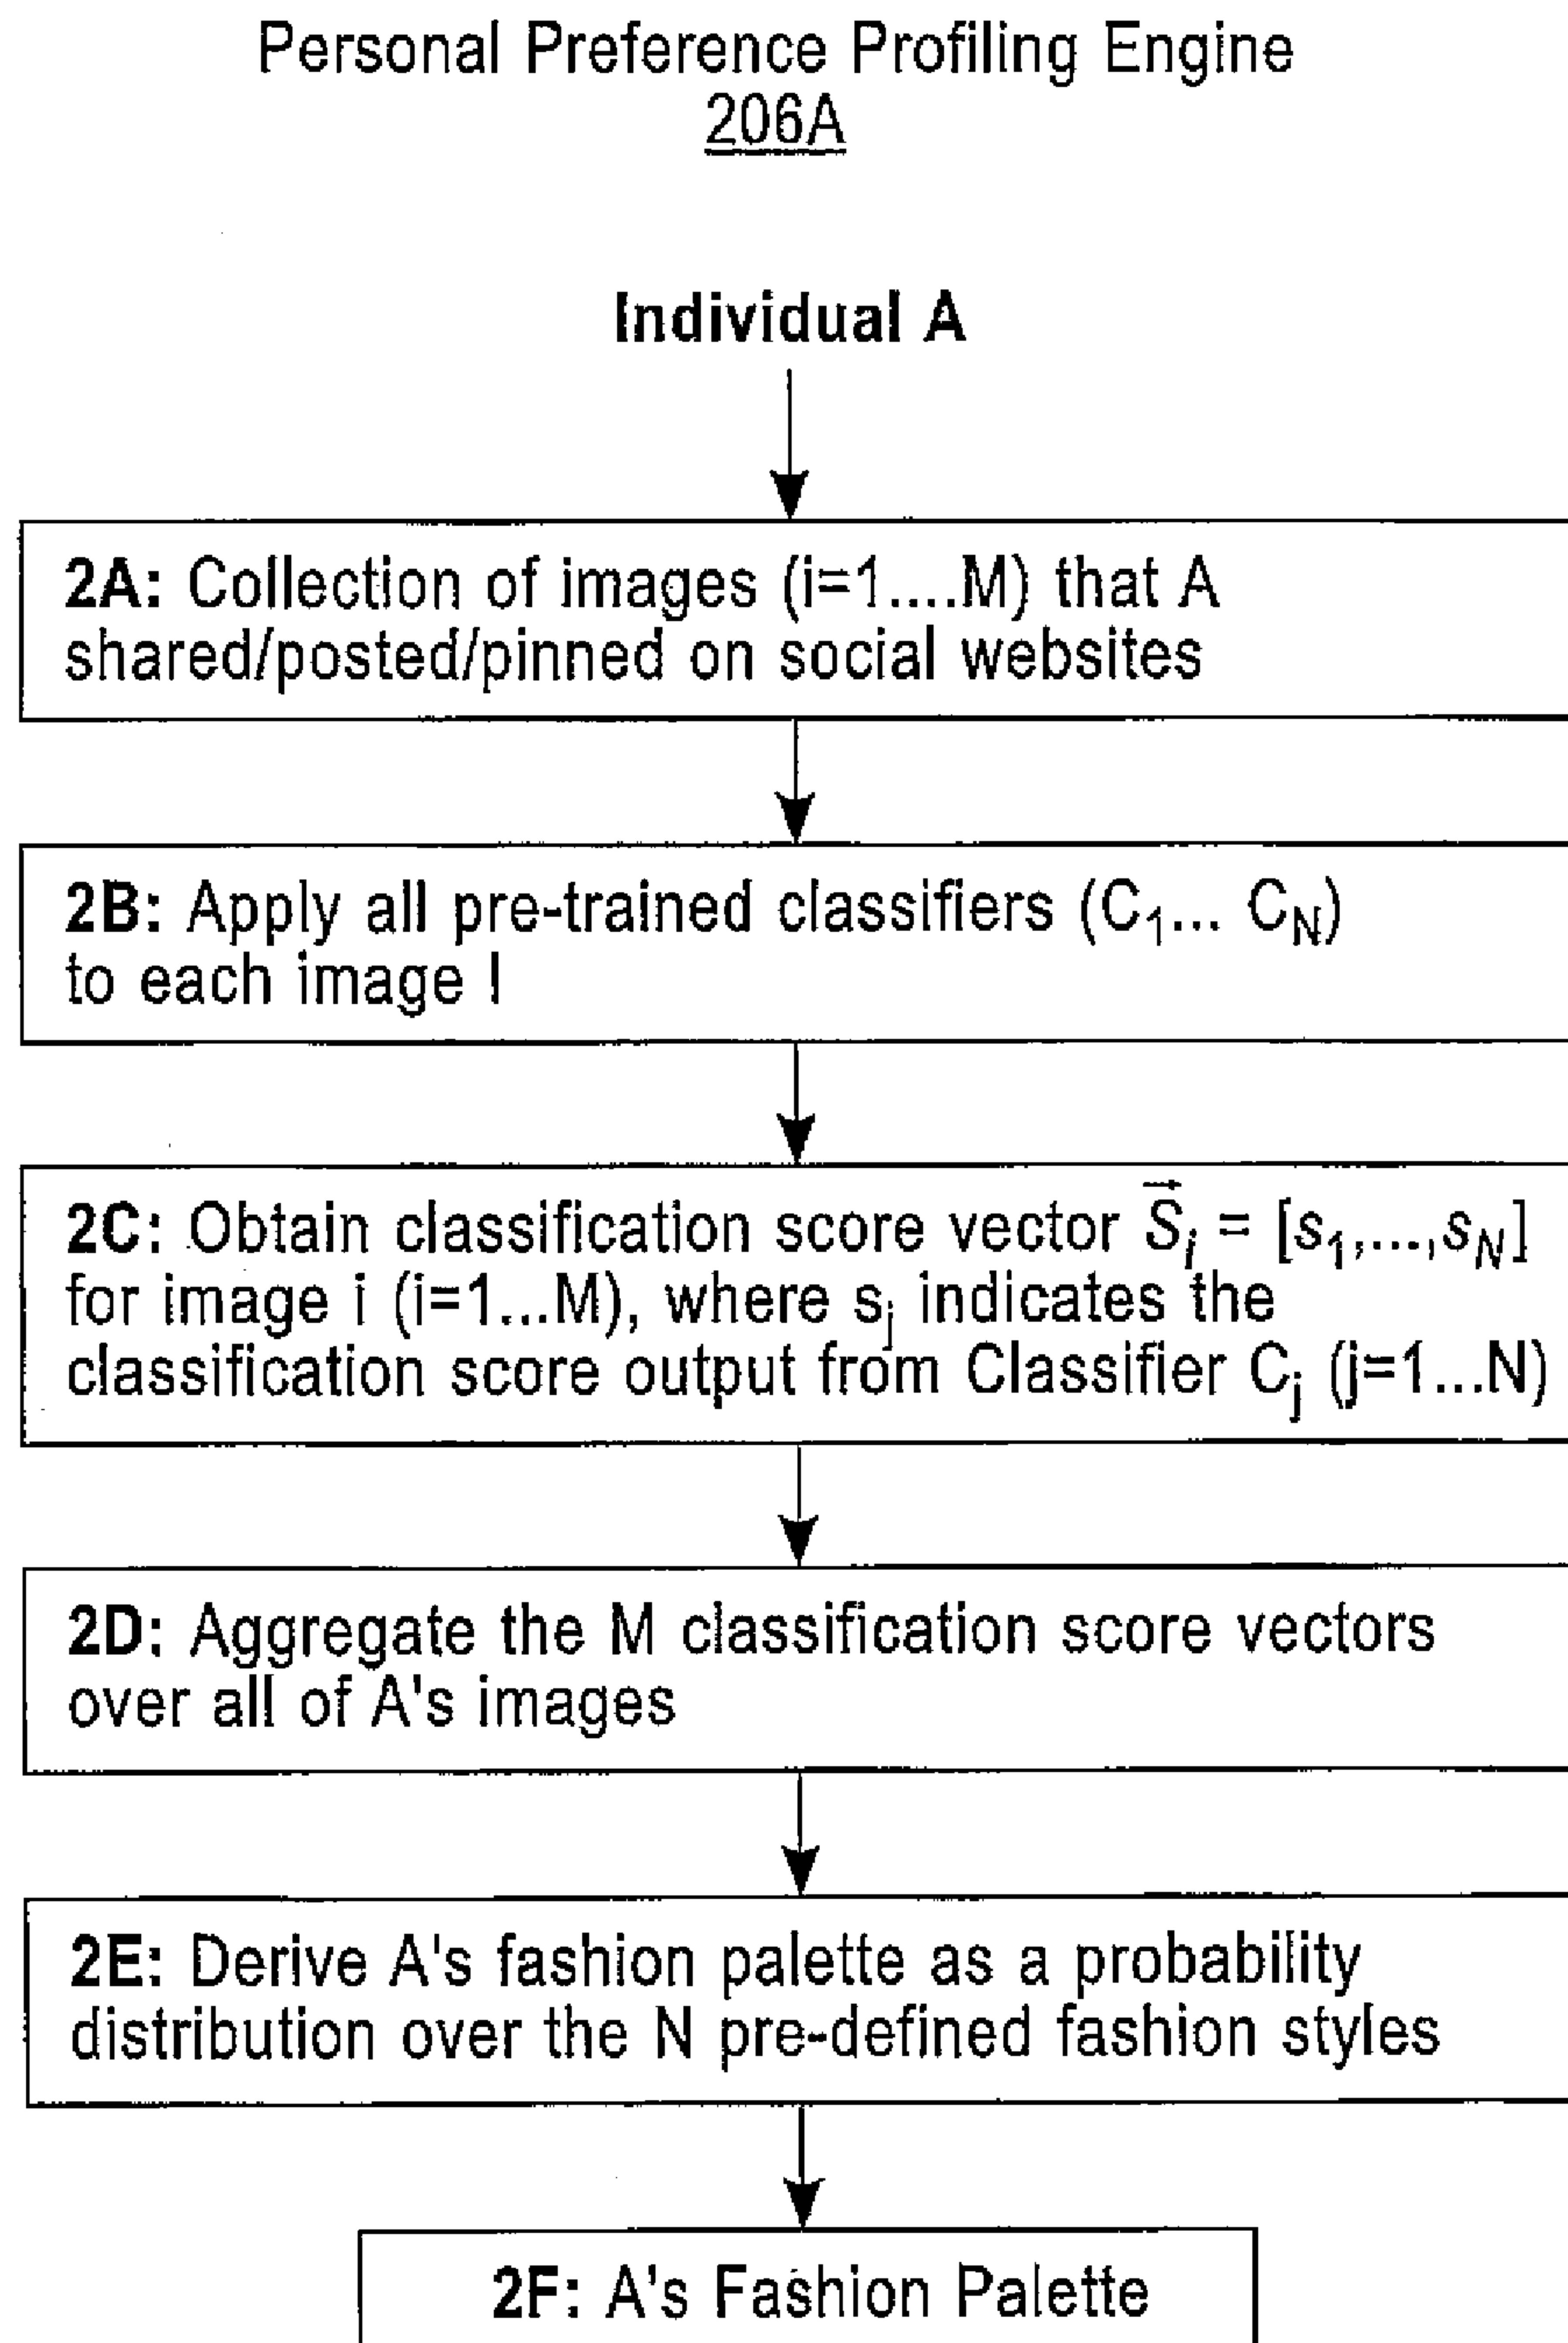 Personal Preference Profiling Engine
206A
Individual A
2A: Collection of images (i=1....M) that A
shared/posted/pinned on social websites
2B: Apply all pre-trained classifiers (C₁... C_N)
to each image I
2C: Obtain classification score vector S⃗ᵢ = [s₁,...,s_N]
for image i (i=1...M), where sⱼ indicates the
classification score output from Classifier Cⱼ (j=1...N)
2D: Aggregate the M classification score vectors
over all of A's images
2E: Derive A's fashion palette as a probability
distribution over the N pre-defined fashion styles
2F: A's Fashion Palette